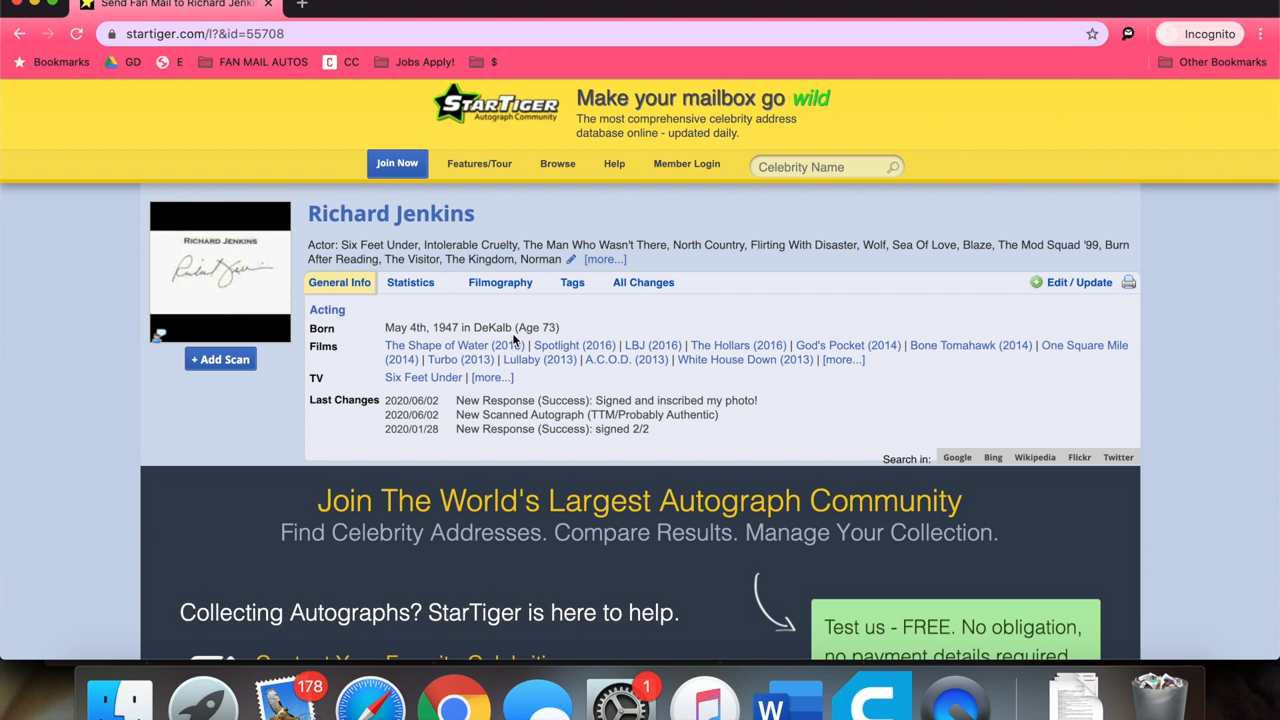 Send Fan Mail to Richard Jenki
startiger.com/l?&id=55708
Incognito
Bookmarks GD E FAN MAIL AUTOS CC Jobs Apply! $ Other Bookmarks
STARTIGER
Autograph Community
Make your mailbox go wild
The most comprehensive celebrity address
database online - updated daily.
Join Now Features/Tour Browse Help Member Login Celebrity Name
RICHARD JENKINS
+ Add Scan
Richard Jenkins
Actor: Six Feet Under, Intolerable Cruelty, The Man Who Wasn't There, North Country, Flirting With Disaster, Wolf, Sea Of Love, Blaze, The Mod Squad '99, Burn
After Reading, The Visitor, The Kingdom, Norman [more...]
General Info Statistics Filmography Tags All Changes Edit / Update
Acting
Born May 4th, 1947 in DeKalb (Age 73)
Films The Shape of Water | Spotlight (2016) | LBJ (2016) | The Hollars (2016) | God's Pocket (2014) | Bone Tomahawk (2014) | One Square Mile
(2014) | Turbo (2013) | Lullaby (2013) | A.C.O.D. (2013) | White House Down (2013) | [more...]
TV Six Feet Under | [more...]
Last Changes 2020/06/02 New Response (Success): Signed and inscribed my photo!
2020/06/02 New Scanned Autograph (TTM/Probably Authentic)
2020/01/28 New Response (Success): signed 2/2
Search in: Google Bing Wikipedia Flickr Twitter
Join The World's Largest Autograph Community
Find Celebrity Addresses. Compare Results. Manage Your Collection.
Collecting Autographs? StarTiger is here to help.
Test us - FREE. No obligation,
no payment details required
178
1
W